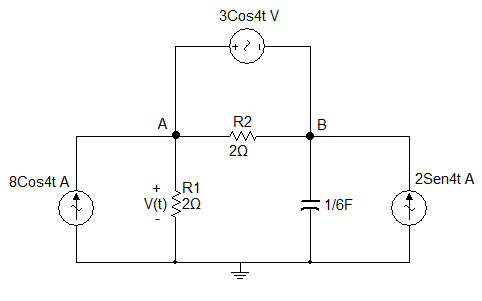 3Cos4t V
A
R2
2Ω
B
8Cos4t A
+
V(t)
-
R1
2Ω
1/6F
2Sen4t A